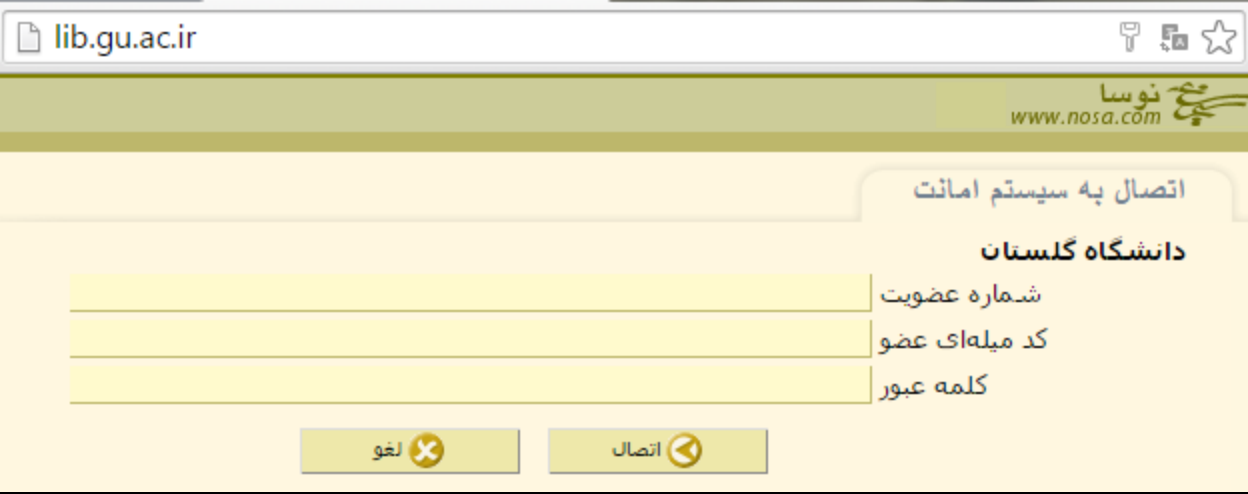 lib.gu.ac.ir
نوسا
www.nosa.com
اتصال به سیستم امانت
دانشگاه گلستان
شماره عضویت
کد میله‌ای عضو
کلمه عبور
اتصال
لغو